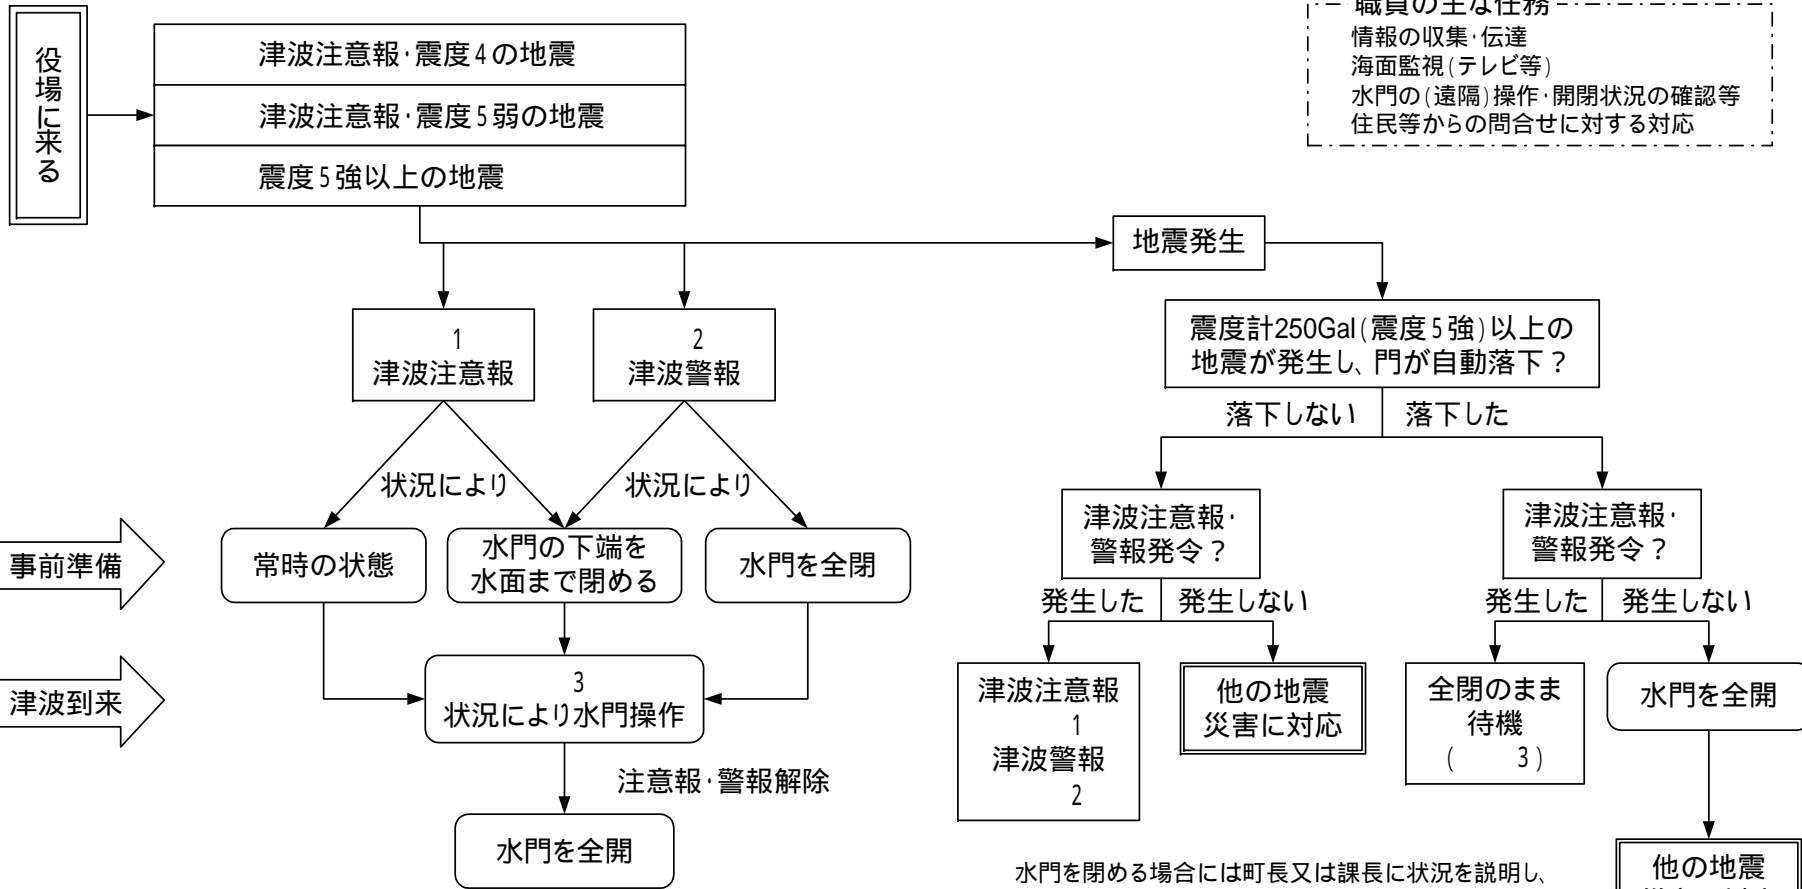 役場に来る
津波注意報・震度4の地震
津波注意報・震度5弱の地震
震度5強以上の地震
職員の主な任務
情報の収集・伝達
海面監視(テレビ等)
水門の(遠隔)操作・開閉状況の確認等
住民等からの問合せに対する対応
地震発生
1
津波注意報
2
津波警報
震度計250Gal(震度5強)以上の
地震が発生し、門が自動落下?
落下しない
落下した
状況により
状況により
津波注意報・
警報発令?
津波注意報・
警報発令?
事前準備
常時の状態
水門の下端を
水面まで閉める
水門を全閉
発生した
発生しない
発生した
発生しない
津波到来
3
状況により水門操作
津波注意報
1
津波警報
2
他の地震
災害に対応
全閉のまま
待機
( 3)
水門を全開
注意報・警報解除
水門を全開
水門を閉める場合には町長又は課長に状況を説明し、
他の地震